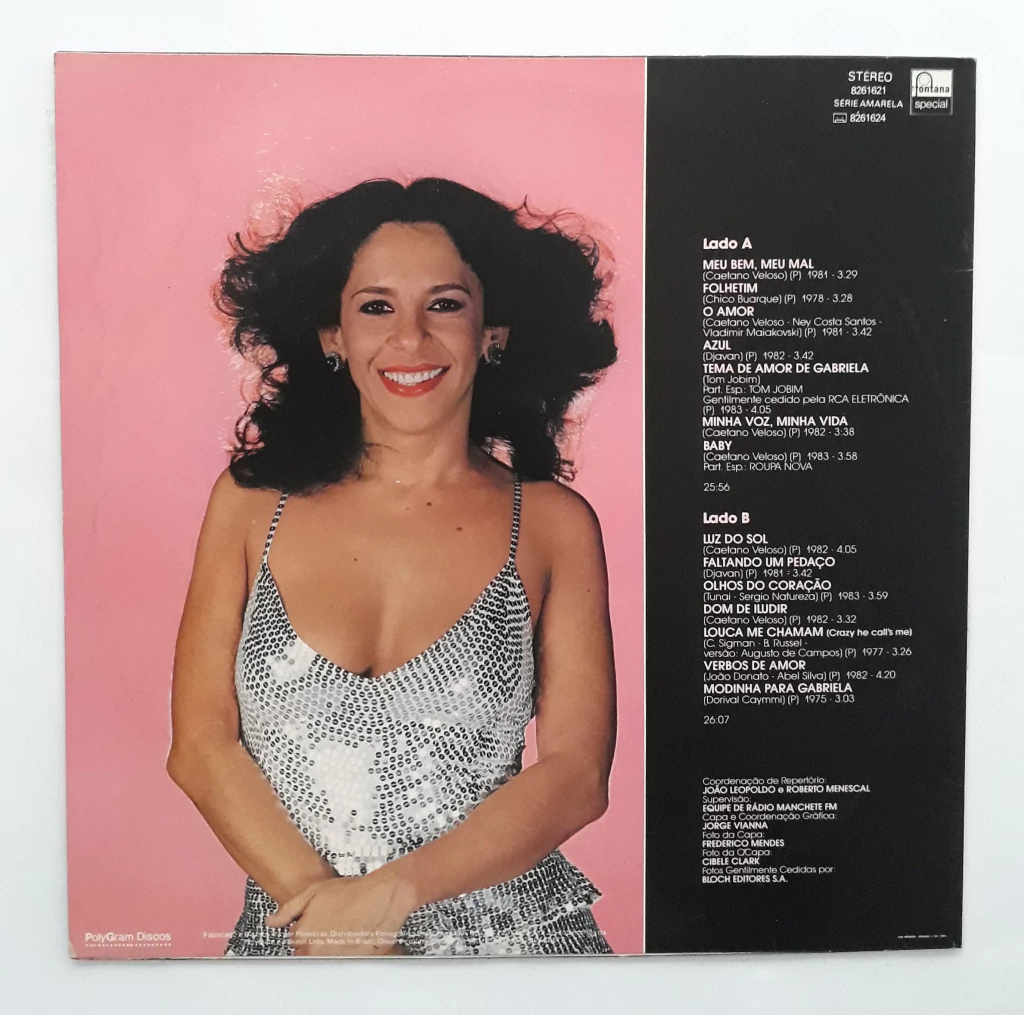 STÉREO
8261621
SÉRIE AMARELA
8261624
fontana
special
Lado A
MEU BEM, MEU MAL
(Caetano Veloso) (P) 1981 - 3.29
FOLHETIM
(Chico Buarque) (P) 1978 - 3.28
O AMOR
(Caetano Veloso - Ney Costa Santos -
Vladimir Maiakovski) (P) 1981 - 3.42
AZUL
(Djavan) (P) 1982 - 3.42
TEMA DE AMOR DE GABRIELA
(Tom Jobim)
Part. Esp.: TOM JOBIM
Gentilmente cedido pela RCA ELETRÔNICA
(P) 1983 - 4.05
MINHA VOZ, MINHA VIDA
(Caetano Veloso) (P) 1982 - 3:38
BABY
(Caetano Veloso) (P) 1983 - 3.58
Part. Esp.: ROUPA NOVA
25:56
Lado B
LUZ DO SOL
(Caetano Veloso) (P) 1982 - 4.05
FALTANDO UM PEDAÇO
(Djavan) (P) 1981 - 3.42
OLHOS DO CORAÇÃO
(Tunai - Sergio Natureza) (P) 1983 - 3.59
DOM DE ILUDIR
(Caetano Veloso) (P) 1982 - 3.32
LOUCA ME CHAMAM (Crazy he call's me)
(C. Sigman - B. Russel -
versão: Augusto de Campos) (P) 1977 - 3.26
VERBOS DE AMOR
(João Donato - Abel Silva) (P) 1982 - 4.20
MODINHA PARA GABRIELA
(Dorival Caymmi) (P) 1975 - 3.03
26:07
Coordenação de Repertório:
JOÃO LEOPOLDO e ROBERTO MENESCAL
Supervisão:
EQUIPE DE RÁDIO MANCHETE FM
Capa e Coordenação Gráfica:
JORGE VIANNA
Foto da Capa:
FREDERICO MENDES
Foto da C/Capa:
CIBELE CLARK
Fotos Gentilmente Cedidas por:
BLOCH EDITORES S.A.
PolyGram Discos
Brasil Ltda. Made in Brazil